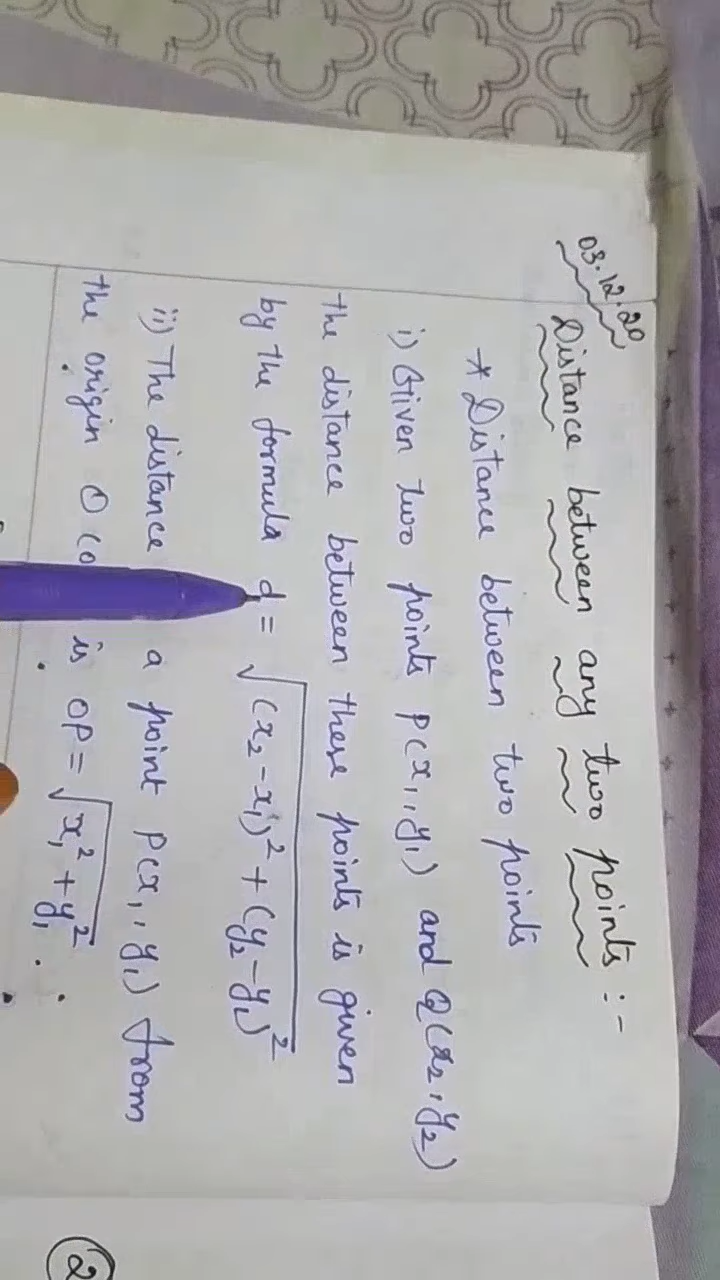 03.12.20
Distance between any two points :-
* Distance between two points
i) Given two points P(x₁, y₁) and Q(x₂, y₂)
the distance between these points is given
by the formula d = √(x₂ - x₁)² + (y₂ - y₁)²
ii) The distance a point P(x₁, y₁) from
the origin O (0 is OP = √x₁² + y₁².
2